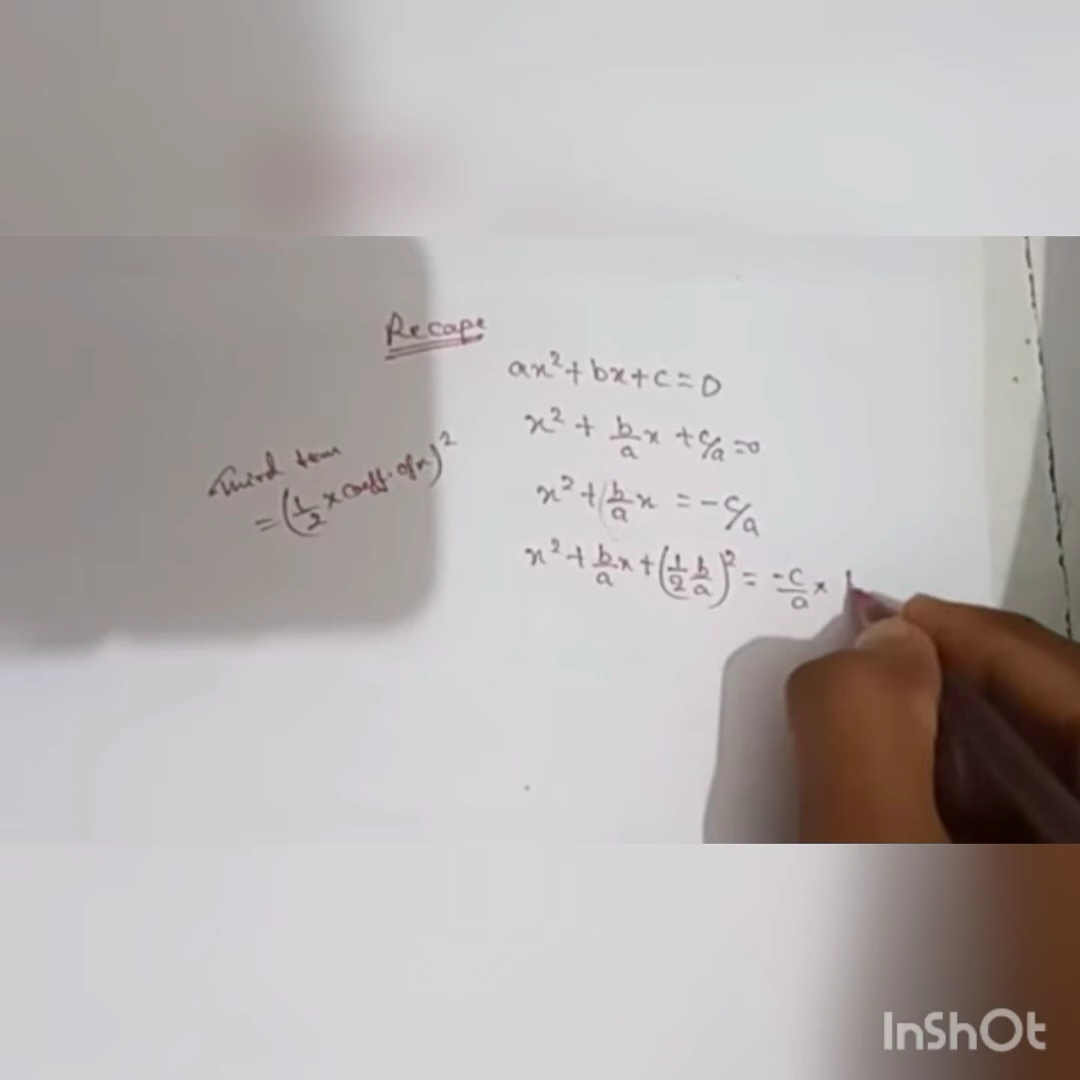 Recape
ax²+bx+c=0
x² + b/a x + c/a =0
Third term
= (1/2 × coeff. of x)²
x² + b/a x = -c/a
x² + b/a x + (1/2 b/a)² = -c/a ×
InShOt